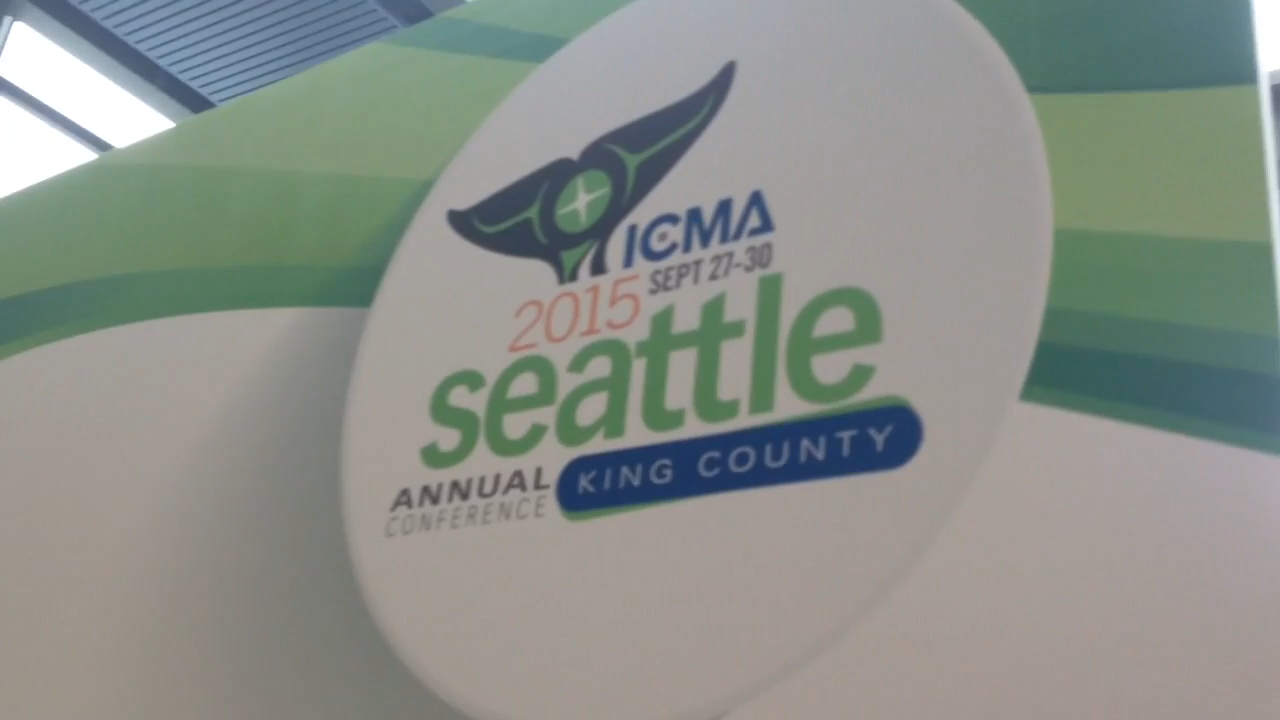 ICMA
2015 SEPT 27-30
seattle
ANNUAL KING COUNTY
CONFERENCE